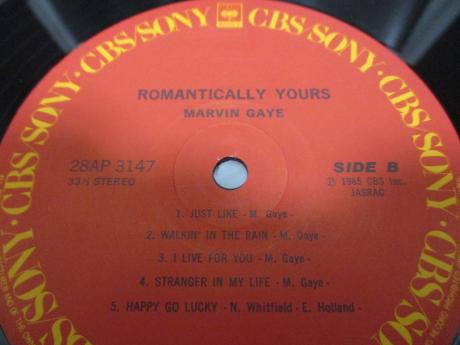 CBS/SONY · CBS/SONY · CBS/SONY · CBS/SONY
ROMANTICALLY YOURS
MARVIN GAYE
28AP 3147
33⅓ STEREO
SIDE B
Ⓟ 1985 CBS Inc.
JASRAC
1. JUST LIKE - M. Gaye -
2. WALKIN' IN THE RAIN - M. Gaye -
3. I LIVE FOR YOU - M. Gaye -
4. STRANGER IN MY LIFE - M. Gaye -
5. HAPPY GO LUCKY - N. Whitfield - E. Holland -